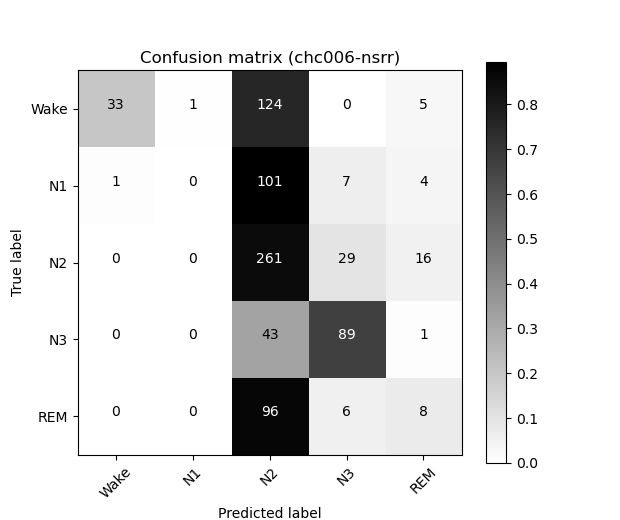 Confusion matrix (chc006-nsrr)
Wake 33 1 124 0 5
N1 1 0 101 7 4
N2 0 0 261 29 16
N3 0 0 43 89 1
REM 0 0 96 6 8
Wake N1 N2 N3 REM
True label
Predicted label
0.8
0.7
0.6
0.5
0.4
0.3
0.2
0.1
0.0